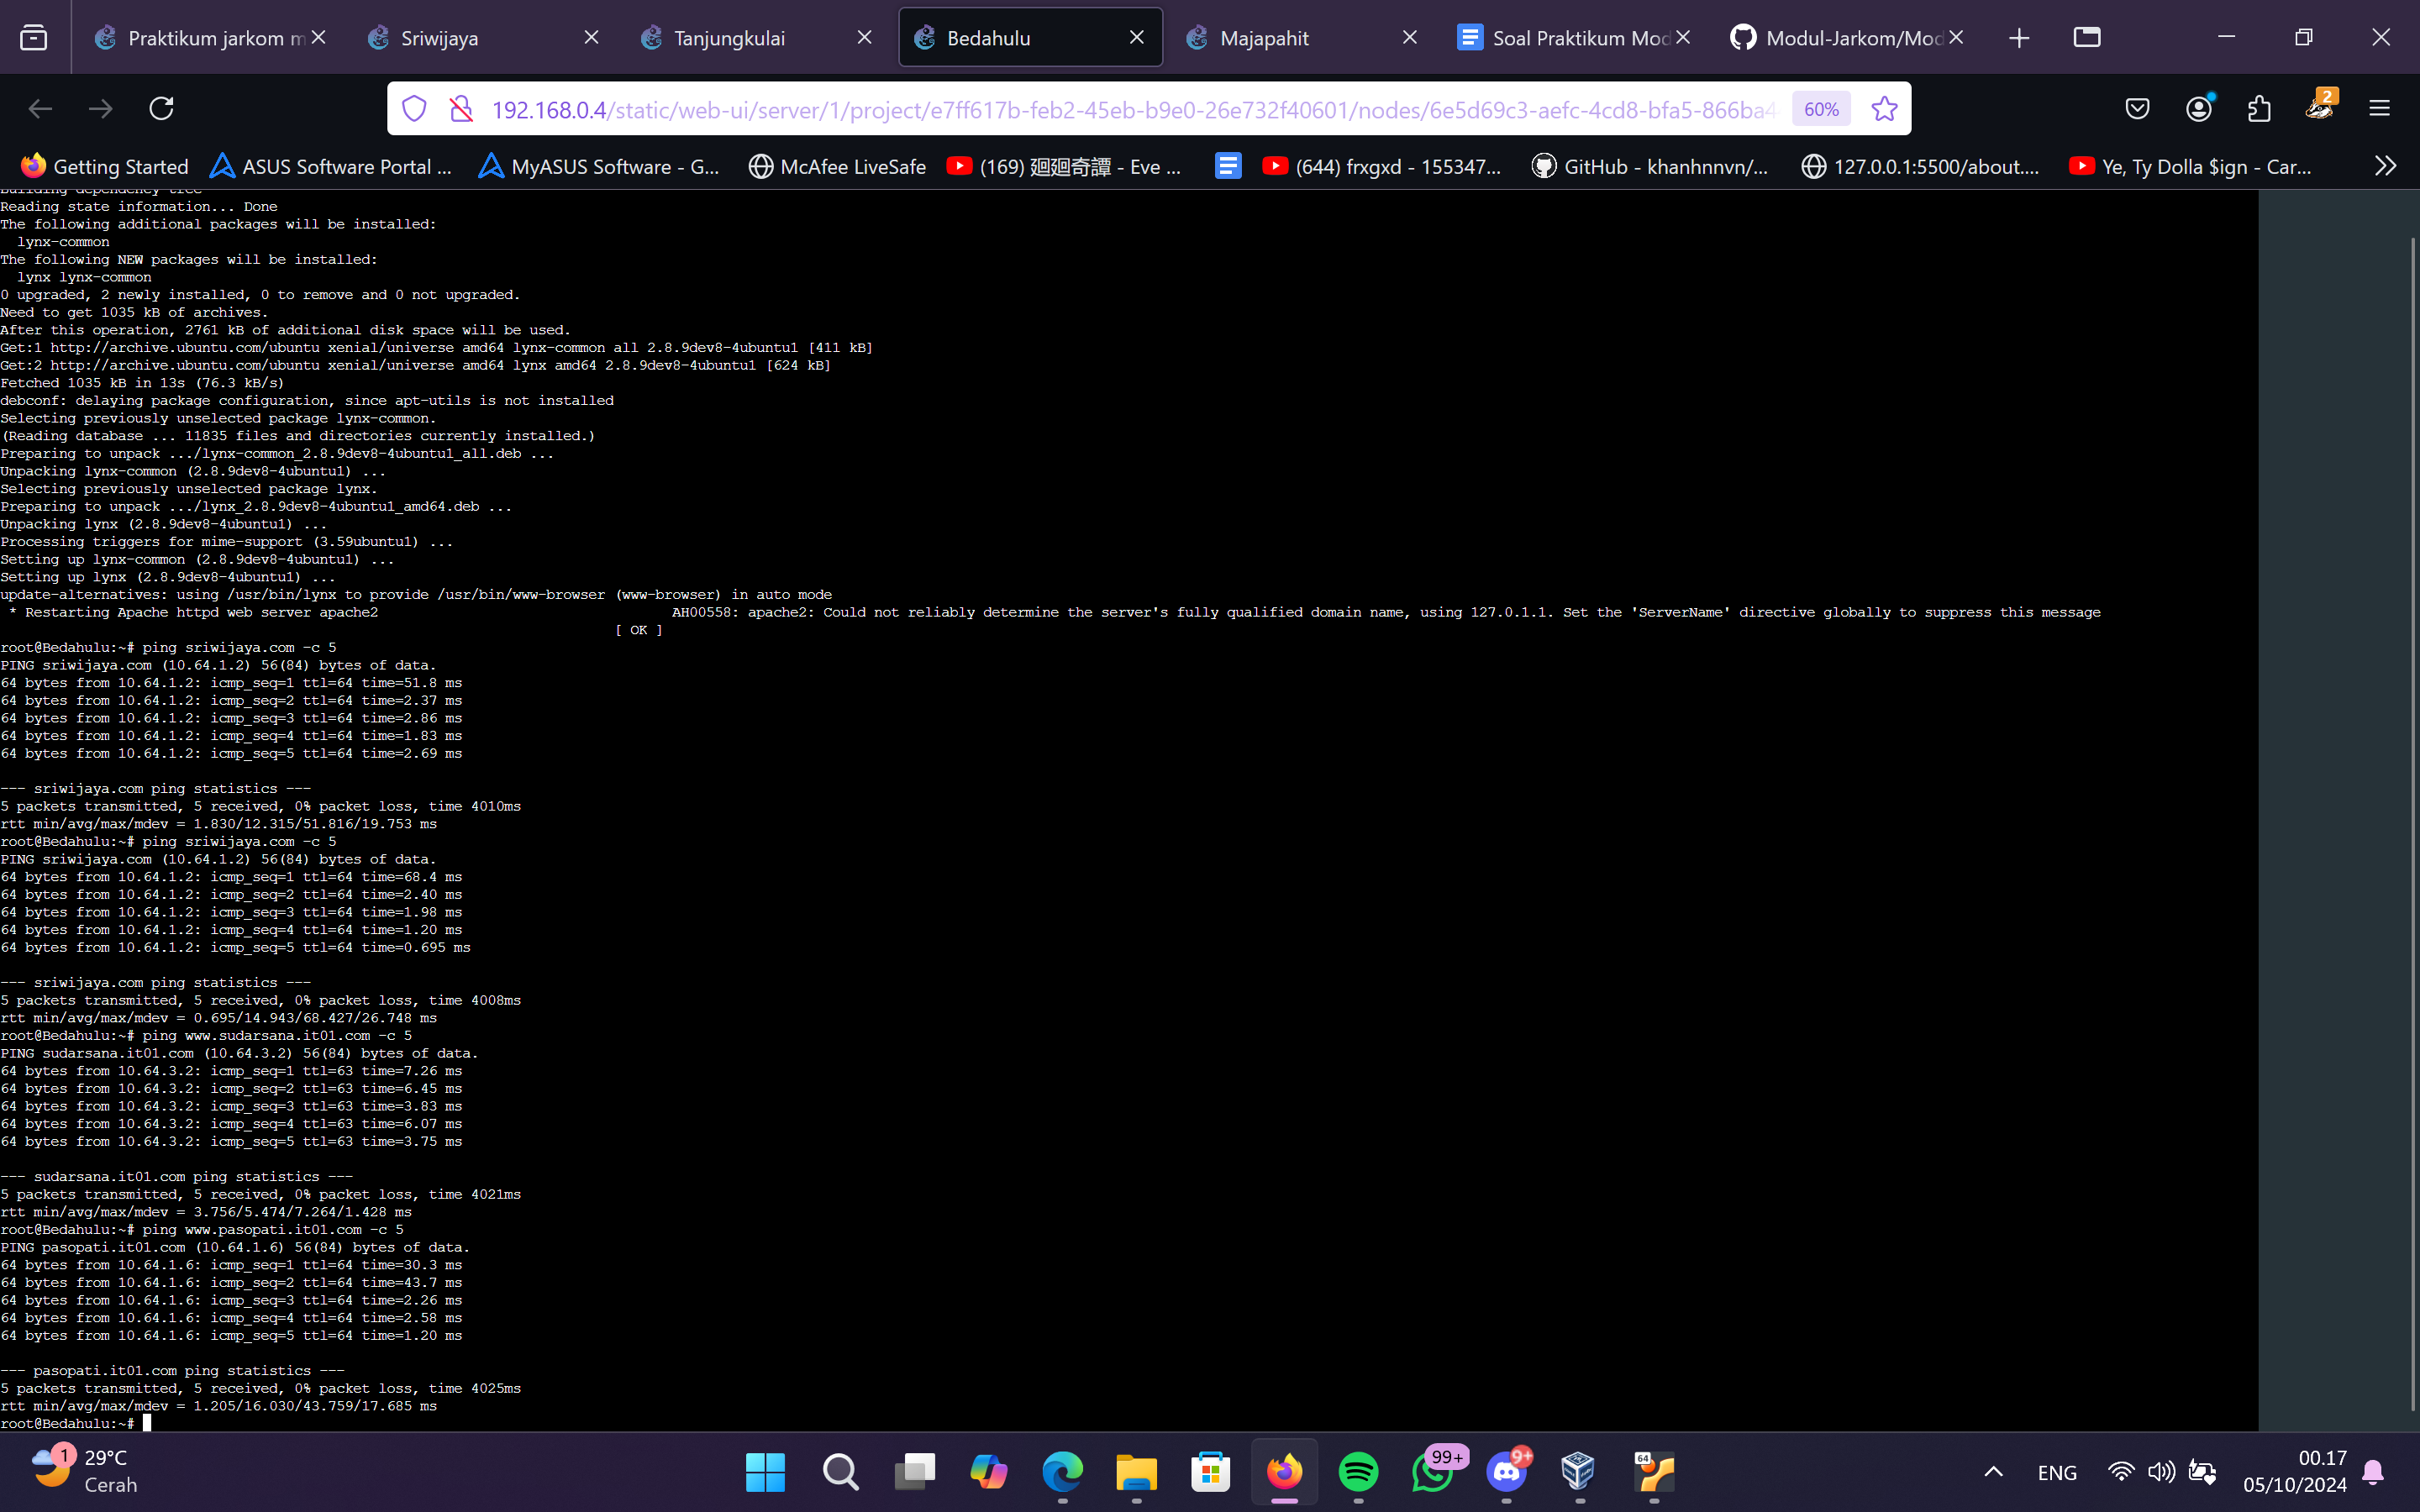 Praktikum jarkom m
Sriwijaya
Tanjungkulai
Bedahulu
Majapahit
Soal Praktikum Mod
Modul-Jarkom/Mod
192.168.0.4/static/web-ui/server/1/project/e7ff617b-feb2-45eb-b9e0-26e732f40601/nodes/6e5d69c3-aefc-4cd8-bfa5-866ba4
60%
2
Getting Started
ASUS Software Portal ...
MyASUS Software - G...
McAfee LiveSafe
(169) 廻廻奇譚 - Eve ...
(644) frxgxd - 155347...
GitHub - khanhnnvn/...
127.0.0.1:5500/about....
Ye, Ty Dolla $ign - Car...
Building dependency tree
Reading state information... Done
The following additional packages will be installed:
  lynx-common
The following NEW packages will be installed:
  lynx lynx-common
0 upgraded, 2 newly installed, 0 to remove and 0 not upgraded.
Need to get 1035 kB of archives.
After this operation, 2761 kB of additional disk space will be used.
Get:1 http://archive.ubuntu.com/ubuntu xenial/universe amd64 lynx-common all 2.8.9dev8-4ubuntu1 [411 kB]
Get:2 http://archive.ubuntu.com/ubuntu xenial/universe amd64 lynx amd64 2.8.9dev8-4ubuntu1 [624 kB]
Fetched 1035 kB in 13s (76.3 kB/s)
debconf: delaying package configuration, since apt-utils is not installed
Selecting previously unselected package lynx-common.
(Reading database ... 11835 files and directories currently installed.)
Preparing to unpack .../lynx-common_2.8.9dev8-4ubuntu1_all.deb ...
Unpacking lynx-common (2.8.9dev8-4ubuntu1) ...
Selecting previously unselected package lynx.
Preparing to unpack .../lynx_2.8.9dev8-4ubuntu1_amd64.deb ...
Unpacking lynx (2.8.9dev8-4ubuntu1) ...
Processing triggers for mime-support (3.59ubuntu1) ...
Setting up lynx-common (2.8.9dev8-4ubuntu1) ...
Setting up lynx (2.8.9dev8-4ubuntu1) ...
update-alternatives: using /usr/bin/lynx to provide /usr/bin/www-browser (www-browser) in auto mode
 * Restarting Apache httpd web server apache2 AH00558: apache2: Could not reliably determine the server's fully qualified domain name, using 127.0.1.1. Set the 'ServerName' directive globally to suppress this message
[ OK ]
root@Bedahulu:~# ping sriwijaya.com -c 5
PING sriwijaya.com (10.64.1.2) 56(84) bytes of data.
64 bytes from 10.64.1.2: icmp_seq=1 ttl=64 time=51.8 ms
64 bytes from 10.64.1.2: icmp_seq=2 ttl=64 time=2.37 ms
64 bytes from 10.64.1.2: icmp_seq=3 ttl=64 time=2.86 ms
64 bytes from 10.64.1.2: icmp_seq=4 ttl=64 time=1.83 ms
64 bytes from 10.64.1.2: icmp_seq=5 ttl=64 time=2.69 ms
--- sriwijaya.com ping statistics ---
5 packets transmitted, 5 received, 0% packet loss, time 4010ms
rtt min/avg/max/mdev = 1.830/12.315/51.816/19.753 ms
root@Bedahulu:~# ping sriwijaya.com -c 5
PING sriwijaya.com (10.64.1.2) 56(84) bytes of data.
64 bytes from 10.64.1.2: icmp_seq=1 ttl=64 time=68.4 ms
64 bytes from 10.64.1.2: icmp_seq=2 ttl=64 time=2.40 ms
64 bytes from 10.64.1.2: icmp_seq=3 ttl=64 time=1.98 ms
64 bytes from 10.64.1.2: icmp_seq=4 ttl=64 time=1.20 ms
64 bytes from 10.64.1.2: icmp_seq=5 ttl=64 time=0.695 ms
--- sriwijaya.com ping statistics ---
5 packets transmitted, 5 received, 0% packet loss, time 4008ms
rtt min/avg/max/mdev = 0.695/14.943/68.427/26.748 ms
root@Bedahulu:~# ping www.sudarsana.it01.com -c 5
PING sudarsana.it01.com (10.64.3.2) 56(84) bytes of data.
64 bytes from 10.64.3.2: icmp_seq=1 ttl=63 time=7.26 ms
64 bytes from 10.64.3.2: icmp_seq=2 ttl=63 time=6.45 ms
64 bytes from 10.64.3.2: icmp_seq=3 ttl=63 time=3.83 ms
64 bytes from 10.64.3.2: icmp_seq=4 ttl=63 time=6.07 ms
64 bytes from 10.64.3.2: icmp_seq=5 ttl=63 time=3.75 ms
--- sudarsana.it01.com ping statistics ---
5 packets transmitted, 5 received, 0% packet loss, time 4021ms
rtt min/avg/max/mdev = 3.756/5.474/7.264/1.428 ms
root@Bedahulu:~# ping www.pasopati.it01.com -c 5
PING pasopati.it01.com (10.64.1.6) 56(84) bytes of data.
64 bytes from 10.64.1.6: icmp_seq=1 ttl=64 time=30.3 ms
64 bytes from 10.64.1.6: icmp_seq=2 ttl=64 time=43.7 ms
64 bytes from 10.64.1.6: icmp_seq=3 ttl=64 time=2.26 ms
64 bytes from 10.64.1.6: icmp_seq=4 ttl=64 time=2.58 ms
64 bytes from 10.64.1.6: icmp_seq=5 ttl=64 time=1.20 ms
--- pasopati.it01.com ping statistics ---
5 packets transmitted, 5 received, 0% packet loss, time 4025ms
rtt min/avg/max/mdev = 1.205/16.030/43.759/17.685 ms
root@Bedahulu:~#
1
29°C
Cerah
99+
9+
64
ENG
00.17
05/10/2024